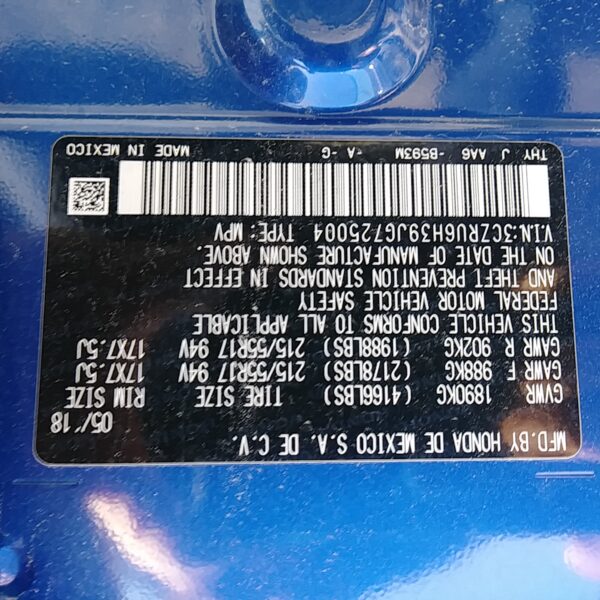 MFD. BY HONDA DE MEXICO S.A. DE C.V. 05/'18
GVWR 1890KG (4166LBS) TIRE SIZE RIM SIZE
GAWR F 988KG (2178LBS) 215/55R17 94V 17X7.5J
GAWR R 902KG (1988LBS) 215/55R17 94V 17X7.5J
THIS VEHICLE CONFORMS TO ALL APPLICABLE
FEDERAL MOTOR VEHICLE SAFETY
AND THEFT PREVENTION STANDARDS IN EFFECT
ON THE DATE OF MANUFACTURE SHOWN ABOVE.
V.I.N:3CZRU6H39JG725004 TYPE: MPV
THY J AA6 -B593M -A -G MADE IN MEXICO